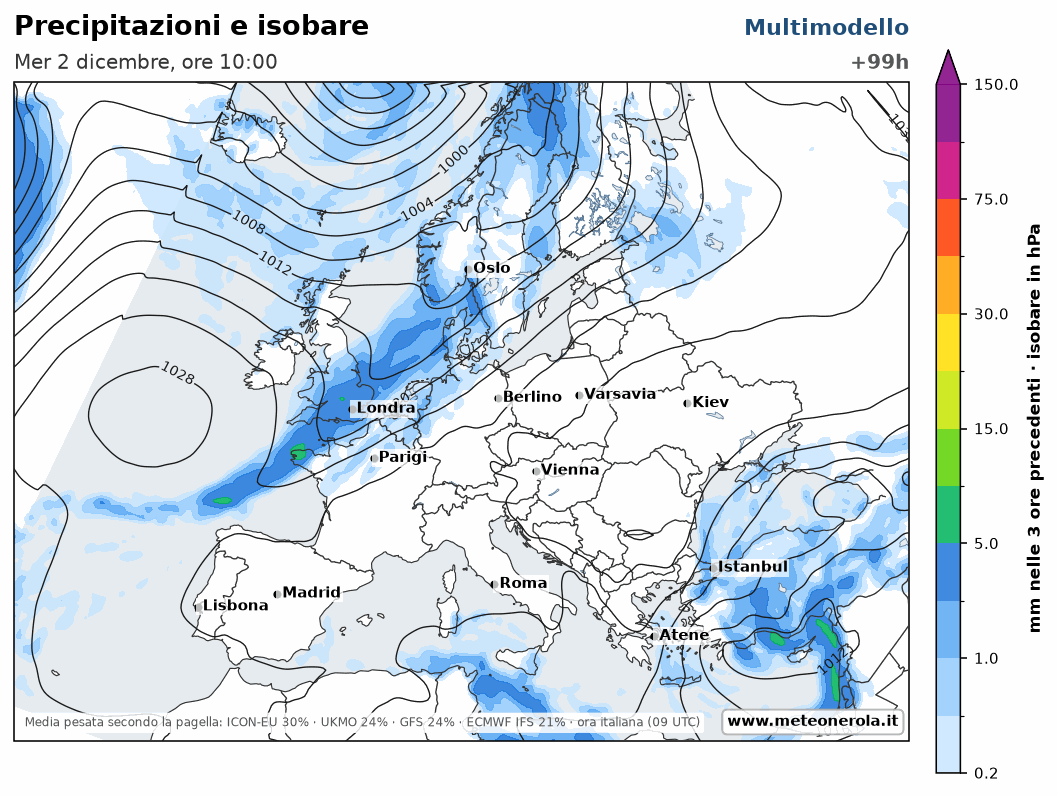 Precipitazioni e isobare
Multimodello
Mer 2 dicembre, ore 10:00
+99h
150.0
75.0
30.0
15.0
5.0
1.0
0.2
mm nelle 3 ore precedenti · isobare in hPa
1000
1004
1008
1012
1028
Oslo
Londra
Berlino
Varsavia
Kiev
Parigi
Vienna
Istanbul
Roma
Madrid
Lisbona
Atene
1012
Media pesata secondo la pagella: ICON-EU 30% · UKMO 24% · GFS 24% · ECMWF IFS 21% · ora italiana (09 UTC)
www.meteonerola.it